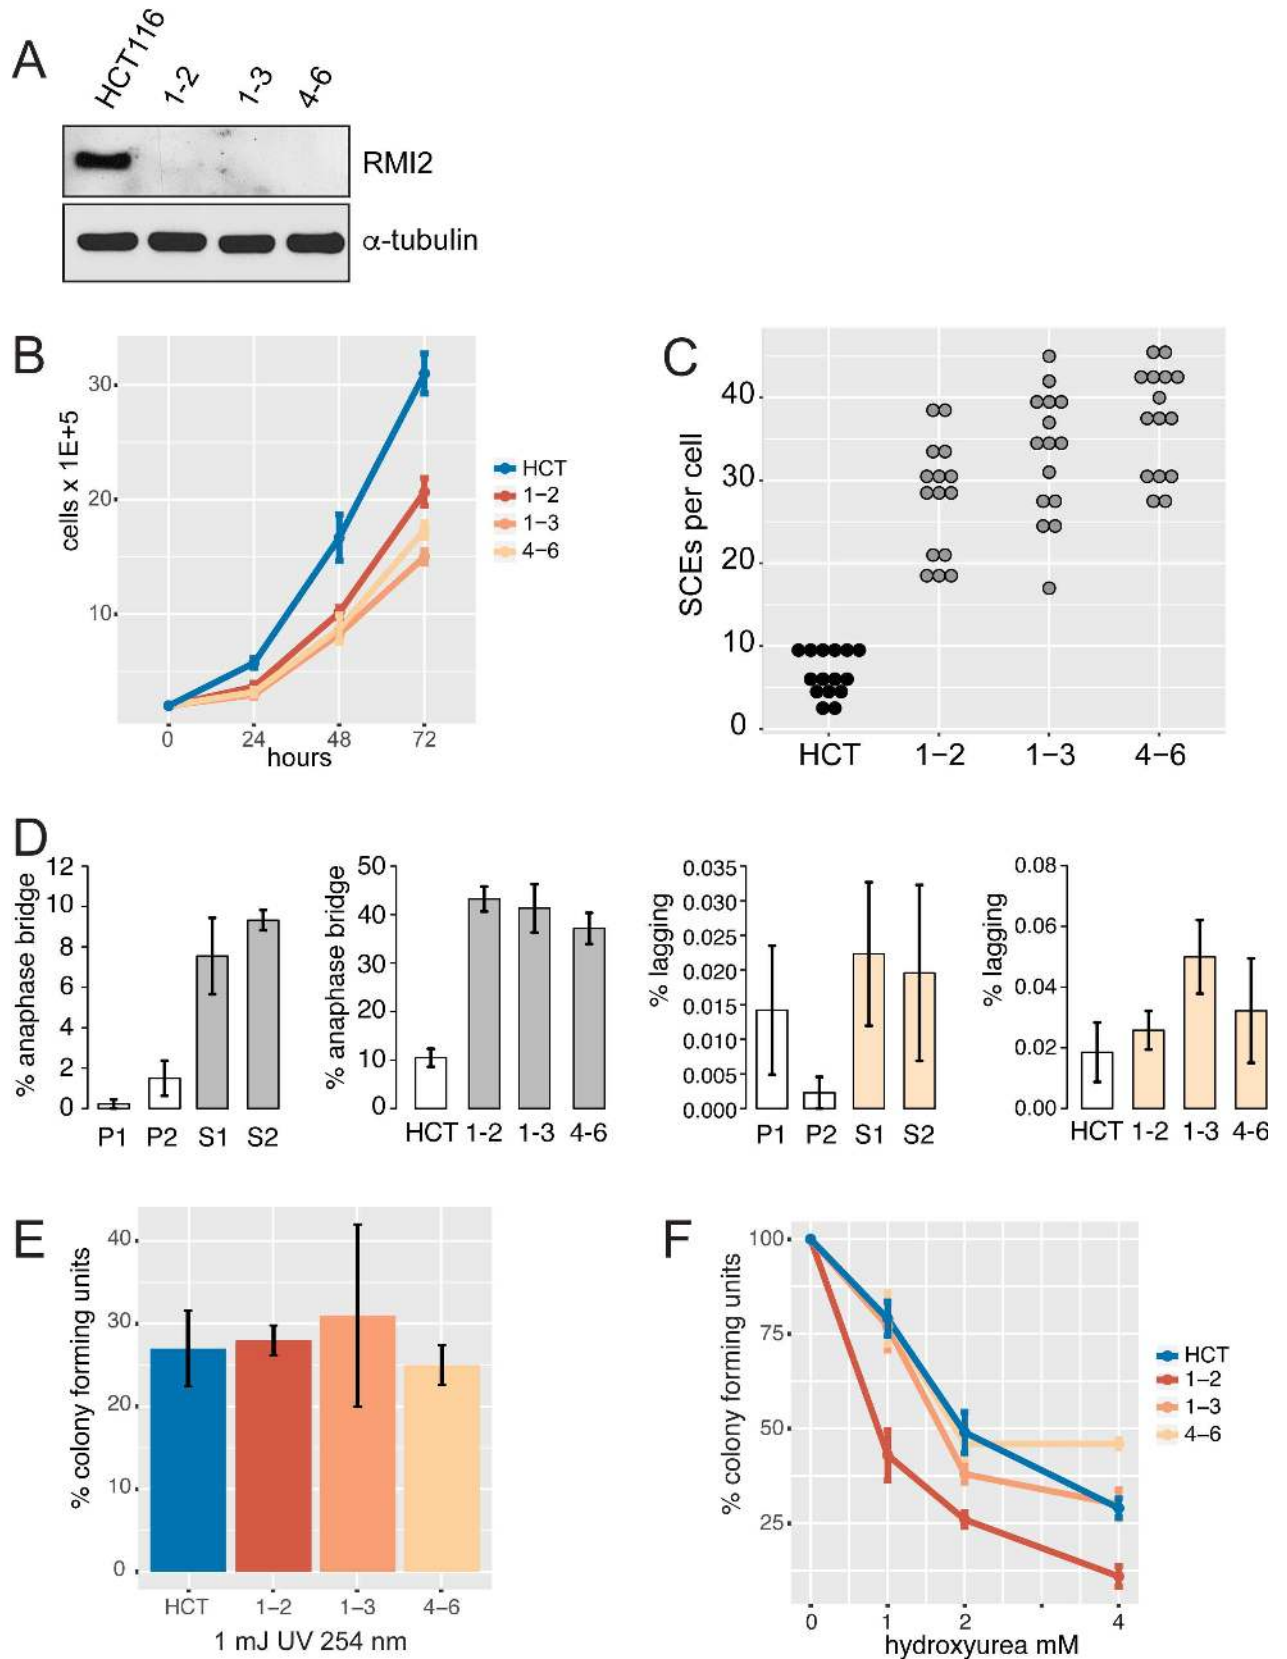 A
HCT116
1-2
1-3
4-6
RMI2
α-tubulin
B
30
20
10
cells x 1E+5
0
24
48
72
hours
HCT
1−2
1−3
4−6
C
40
30
20
10
0
SCEs per cell
HCT
1−2
1−3
4−6
D
12
10
8
6
4
2
0
% anaphase bridge
P1
P2
S1
S2
50
40
30
20
10
0
% anaphase bridge
HCT
1-2
1-3
4-6
0.035
0.030
0.025
0.020
0.015
0.010
0.005
0.000
% lagging
P1
P2
S1
S2
0.08
0.06
0.04
0.02
0.00
% lagging
HCT
1-2
1-3
4-6
E
40
30
20
10
0
% colony forming units
HCT
1−2
1−3
4−6
1 mJ UV 254 nm
F
100
75
50
25
% colony forming units
0
1
2
4
hydroxyurea mM
HCT
1−2
1−3
4−6